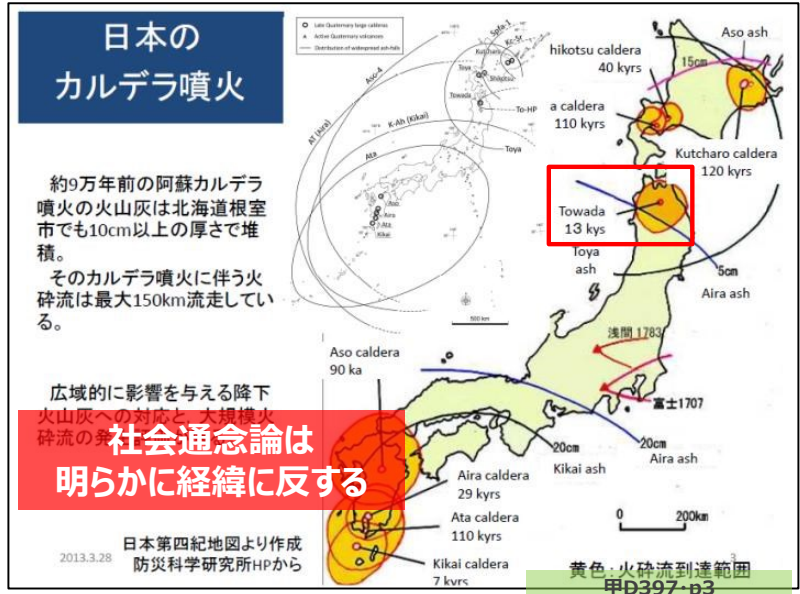 日本の
カルデラ噴火
Late Quaternary large calderas
Active Quaternary volcanoes
Distribution of widespread ash-falls
Spfa-1
Kc-Sr
Kutcharo
Aso-4
Toya
Shikotsu
Towada
To-HP
AT (Aira)
K-Ah (Kikai)
Toya
Ata
Aso
Aira
Ata
Kikai
500 km
Aso ash
hikotsu caldera
15cm
40 kyrs
a caldera
110 kyrs
Kutcharo caldera
120 kyrs
Towada
13 kys
Toya
ash
5cm
Aira ash
約9万年前の阿蘇カルデラ
噴火の火山灰は北海道根室
市でも10cm以上の厚さで堆
積。
そのカルデラ噴火に伴う火
砕流は最大150km流走してい
る。
浅間 1783
富士1707
Aso caldera
90 ka
広域的に影響を与える降下
火山灰への対応と、大規模火
砕流の発
社会通念論は
明らかに経緯に反する
20cm
Kikai ash
20cm
Aira ash
Aira caldera
29 kyrs
Ata caldera
110 kyrs
Kikai caldera
7 kyrs
0 200km
2013.3.28
日本第四紀地図より作成
防災科学研究所HPから
3
黄色:火砕流到達範囲
甲D397・p3